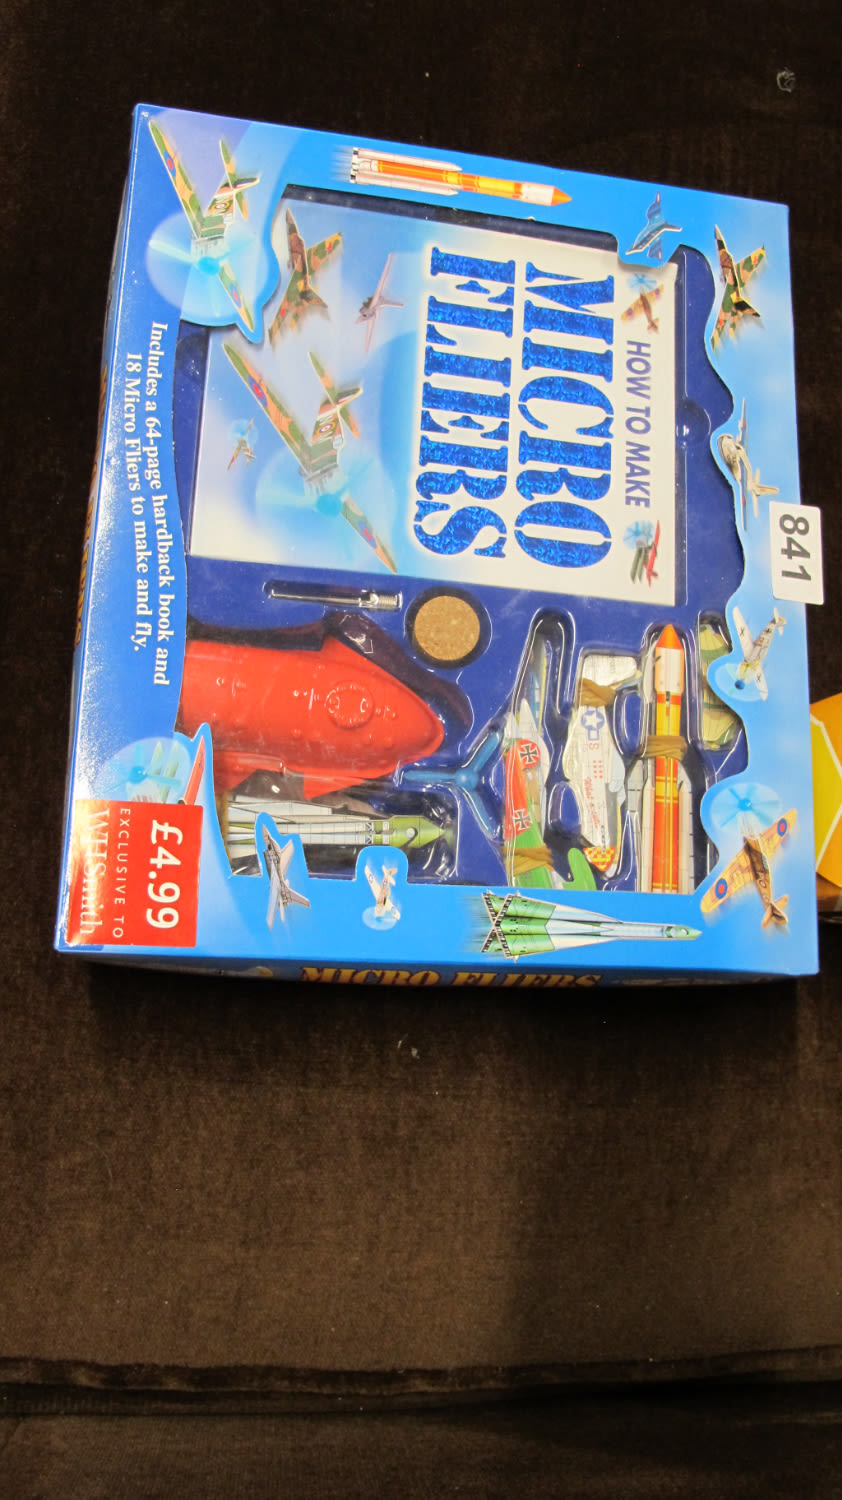 HOW TO MAKE
MICRO
FLIERS
841
Includes a 64-page hardback book and
18 Micro Fliers to make and fly.
£4.99
EXCLUSIVE TO
WHSmith
MICRO FLIERS